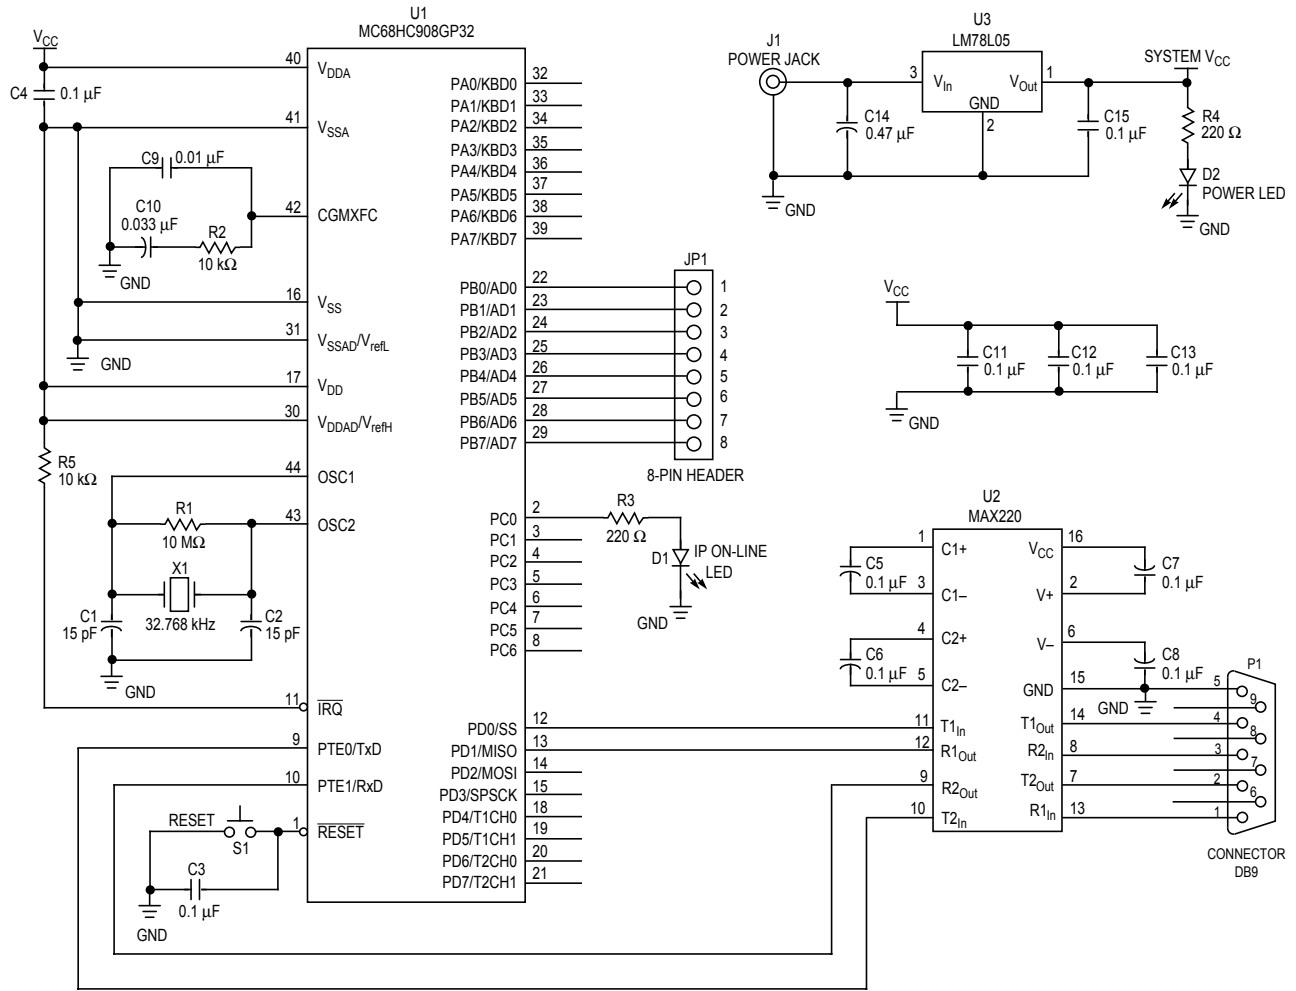 U1
MC68HC908GP32
VCC
C4
0.1 µF
40
VDDA
41
VSSA
C9
0.01 µF
C10
0.033 µF
R2
10 kΩ
GND
42
CGMXFC
16
VSS
31
VSSAD/VrefL
GND
17
VDD
30
VDDAD/VrefH
R5
10 kΩ
44
OSC1
43
OSC2
R1
10 MΩ
X1
32.768 kHz
C1
15 pF
C2
15 pF
GND
11
IRQ
9
PTE0/TxD
10
PTE1/RxD
1
RESET
RESET
S1
C3
0.1 µF
GND
PA0/KBD0 32
PA1/KBD1 33
PA2/KBD2 34
PA3/KBD3 35
PA4/KBD4 36
PA5/KBD5 37
PA6/KBD6 38
PA7/KBD7 39
PB0/AD0 22
PB1/AD1 23
PB2/AD2 24
PB3/AD3 25
PB4/AD4 26
PB5/AD5 27
PB6/AD6 28
PB7/AD7 29
JP1
1
2
3
4
5
6
7
8
8-PIN HEADER
PC0 2
PC1 3
PC2 4
PC3 5
PC4 6
PC5 7
PC6 8
R3
220 Ω
D1
IP ON-LINE
LED
GND
PD0/SS 12
PD1/MISO 13
PD2/MOSI 14
PD3/SPSCK 15
PD4/T1CH0 18
PD5/T1CH1 19
PD6/T2CH0 20
PD7/T2CH1 21
J1
POWER JACK
U3
LM78L05
3
VIn
VOut
1
GND
2
C14
0.47 µF
C15
0.1 µF
GND
SYSTEM VCC
R4
220 Ω
D2
POWER LED
GND
VCC
C11
0.1 µF
C12
0.1 µF
C13
0.1 µF
GND
U2
MAX220
1
C1+
3
C1–
4
C2+
5
C2–
11
T1In
12
R1Out
9
R2Out
10
T2In
C5
0.1 µF
C6
0.1 µF
VCC
16
V+
2
V–
6
GND
15
T1Out
14
R2In
8
T2Out
7
R1In
13
C7
0.1 µF
C8
0.1 µF
GND
P1
5
9
4
8
3
7
2
6
1
CONNECTOR
DB9